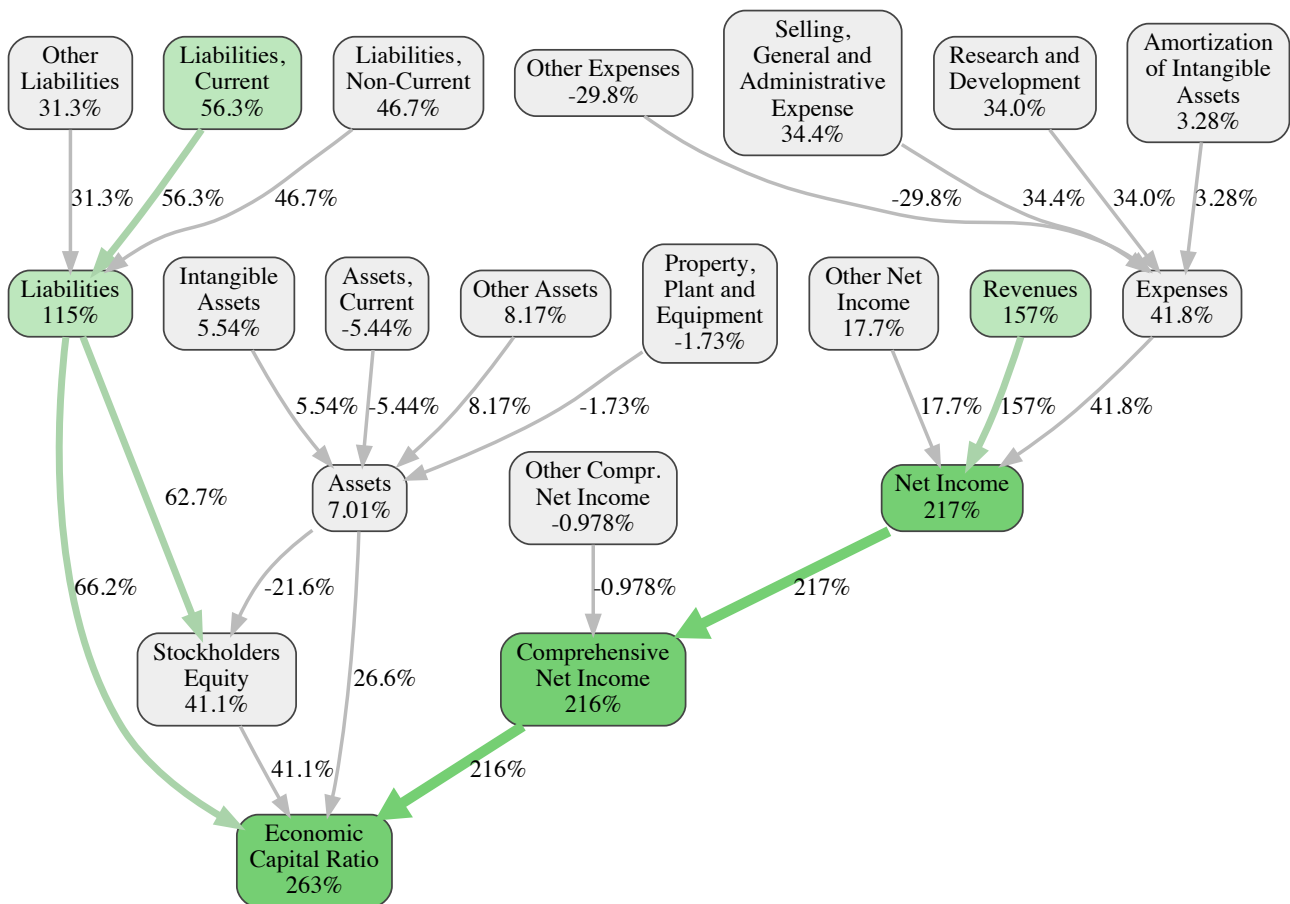 Other
Liabilities
31.3%
Liabilities,
Current
56.3%
Liabilities,
Non-Current
46.7%
Other Expenses
-29.8%
Selling,
General and
Administrative
Expense
34.4%
Research and
Development
34.0%
Amortization
of Intangible
Assets
3.28%
31.3%
56.3%
46.7%
-29.8%
34.4%
34.0%
3.28%
Liabilities
115%
Intangible
Assets
5.54%
Assets,
Current
-5.44%
Other Assets
8.17%
Property,
Plant and
Equipment
-1.73%
Other Net
Income
17.7%
Revenues
157%
Expenses
41.8%
5.54%
-5.44%
8.17%
-1.73%
17.7%
157%
41.8%
62.7%
Assets
7.01%
Other Compr.
Net Income
-0.978%
Net Income
217%
66.2%
-21.6%
-0.978%
217%
Stockholders
Equity
41.1%
26.6%
Comprehensive
Net Income
216%
41.1%
216%
Economic
Capital Ratio
263%